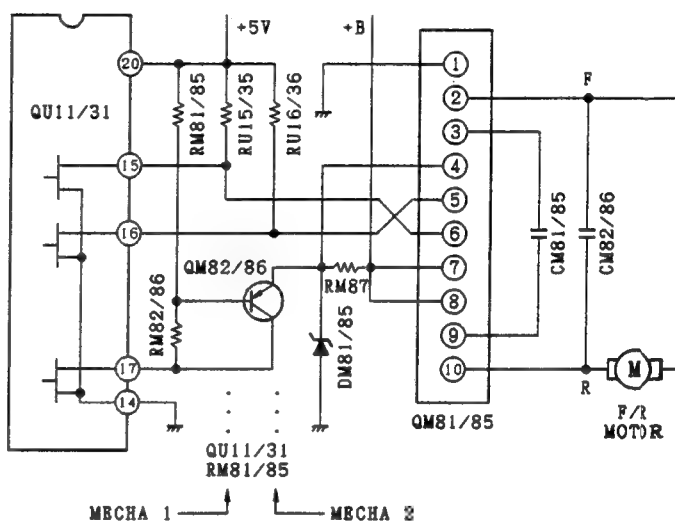 +5V
+B
20
QU11/31
RM81/85
RU15/35
RU16/36
15
16
RM82/86
QM82/86
RM87
DM81/85
17
14
1
2
3
4
5
6
7
8
9
10
CM81/85
CM82/86
F
R
M
F/R
MOTOR
QM81/85
QU11/31
RM81/85
MECHA 1
MECHA 2